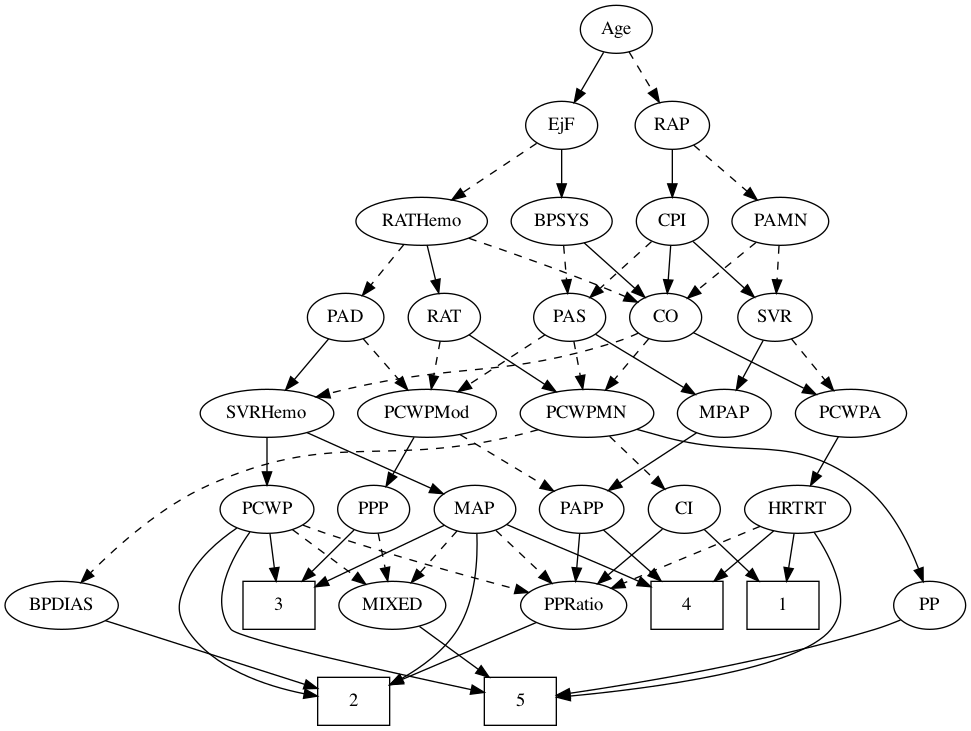 Age
EjF
RAP
RATHemo
BPSYS
CPI
PAMN
PAD
RAT
PAS
CO
SVR
SVRHemo
PCWPMod
PCWPMN
MPAP
PCWPA
PCWP
PPP
MAP
PAPP
CI
HRTRT
BPDIAS
3
MIXED
PPRatio
4
1
PP
2
5